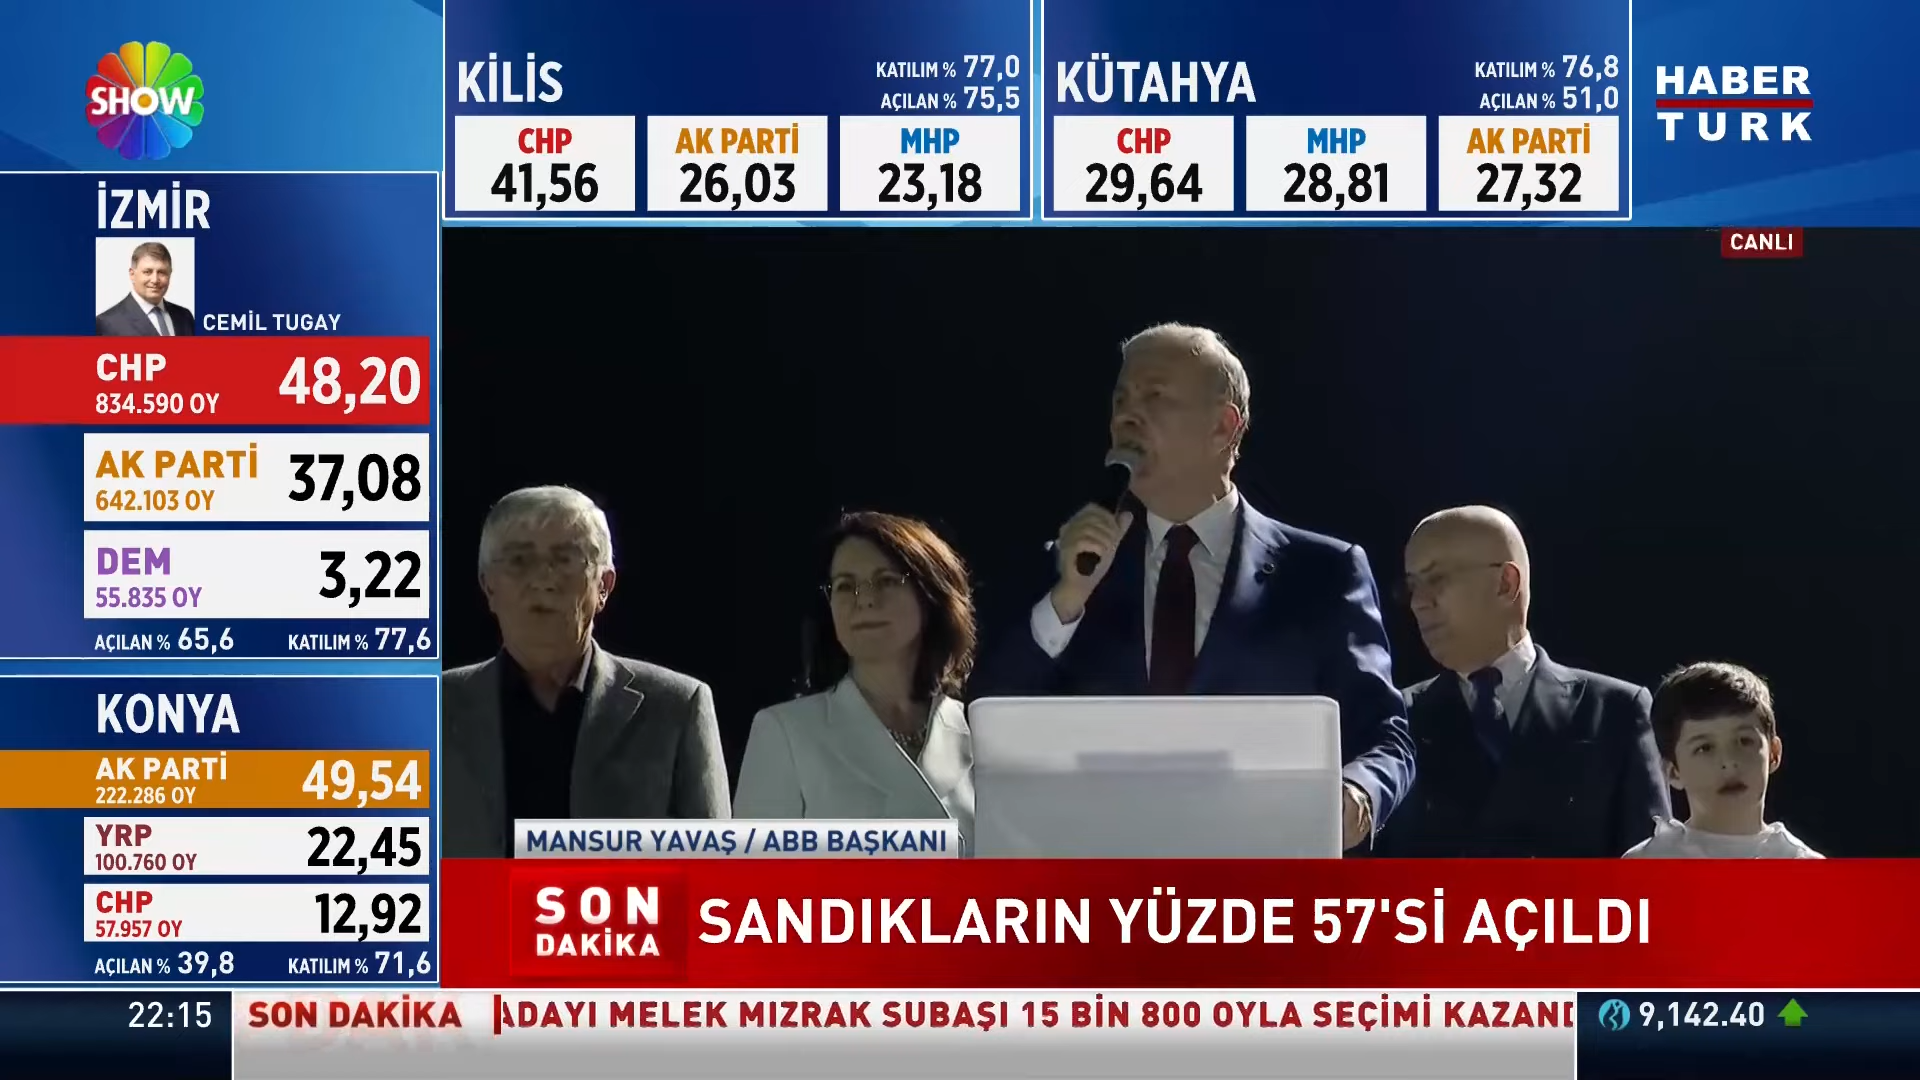 SHOW
KİLİS
KATILIM % 77,0
AÇILAN % 75,5
CHP
41,56
AK PARTİ
26,03
MHP
23,18
KÜTAHYA
KATILIM % 76,8
AÇILAN % 51,0
CHP
29,64
MHP
28,81
AK PARTİ
27,32
HABER
TURK
CANLI
İZMİR
CEMİL TUGAY
CHP 48,20
834.590 OY
AK PARTİ 37,08
642.103 OY
DEM 3,22
55.835 OY
AÇILAN % 65,6 KATILIM % 77,6
KONYA
AK PARTİ 49,54
222.286 OY
YRP 22,45
100.760 OY
CHP 12,92
57.957 OY
AÇILAN % 39,8 KATILIM % 71,6
MANSUR YAVAŞ / ABB BAŞKANI
SON
DAKİKA
SANDIKLARIN YÜZDE 57'Sİ AÇILDI
22:15 SON DAKİKA ADAYI MELEK MIZRAK SUBAŞI 15 BİN 800 OYLA SEÇİMİ KAZAND 9,142.40